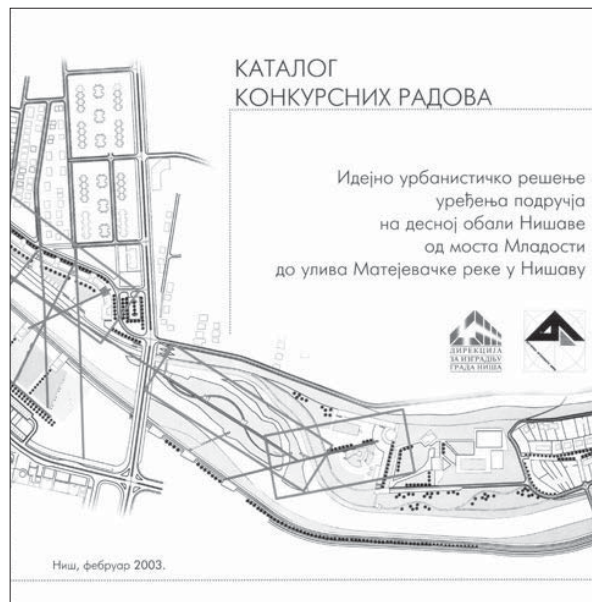 КАТАЛОГ
КОНКУРСНИХ РАДОВА
Идејно урбанистичко решење
уређења подручја
на десној обали Нишаве
од моста Младости
до улива Матејевачке реке у Нишаву
ДИРЕКЦИЈА
ЗА ИЗГРАДЊУ
ГРАДА НИША
Ниш, фебруар 2003.